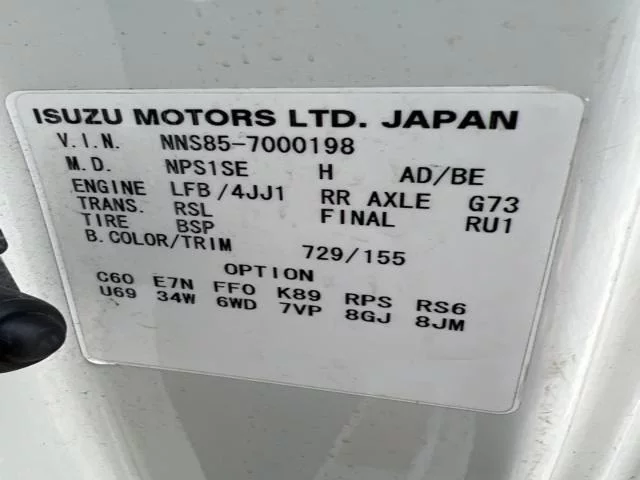 ISUZU MOTORS LTD. JAPAN
V.I.N. NNS85-7000198
M.D. NPS1SE H AD/BE
ENGINE LFB/4JJ1 RR AXLE G73
TRANS. RSL FINAL RU1
TIRE BSP
B.COLOR/TRIM 729/155
OPTION
C60 E7N FF0 K89 RPS RS6
U69 34W 6WD 7VP 8GJ 8JM